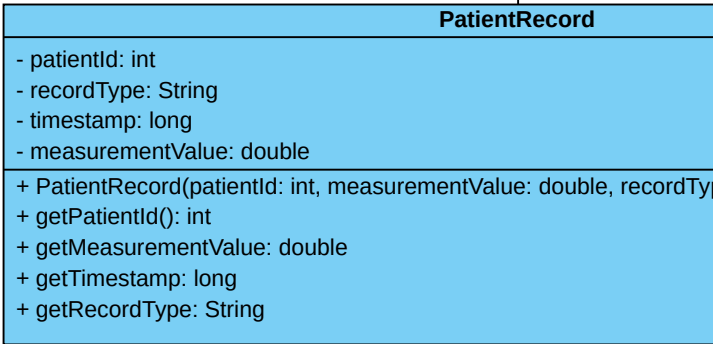 PatientRecord
- patientId: int
- recordType: String
- timestamp: long
- measurementValue: double
+ PatientRecord(patientId: int, measurementValue: double,
+ getPatientId(): int
+ getMeasurementValue: double
+ getTimestamp: long
+ getRecordType: String